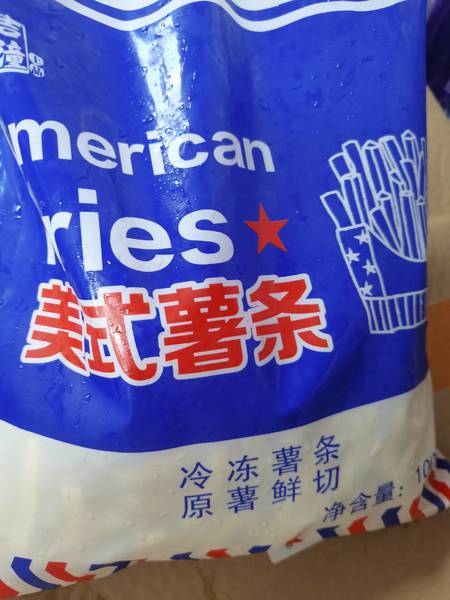 merican
ries
美式薯条
冷冻薯条
原薯鲜切
净含量: